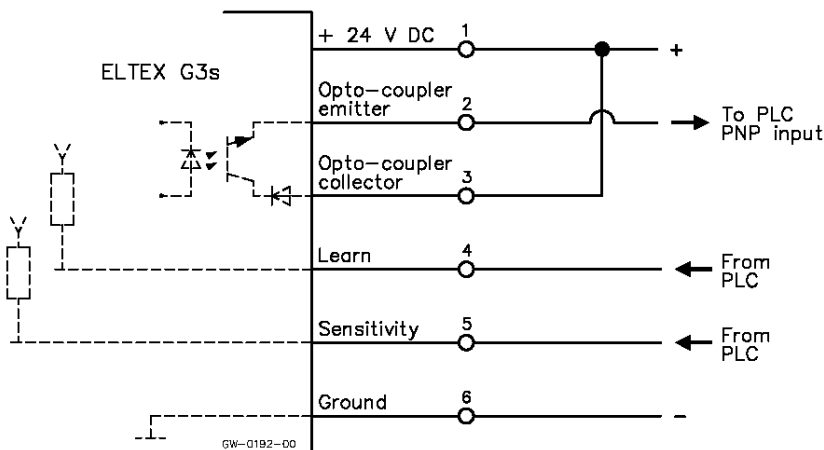 ELTEX G3s
+ 24 V DC
1
+
Opto-coupler
emitter
2
To PLC
PNP input
Opto-coupler
collector
3
Learn
4
From
PLC
Sensitivity
5
From
PLC
Ground
6
-
GW-0192-00